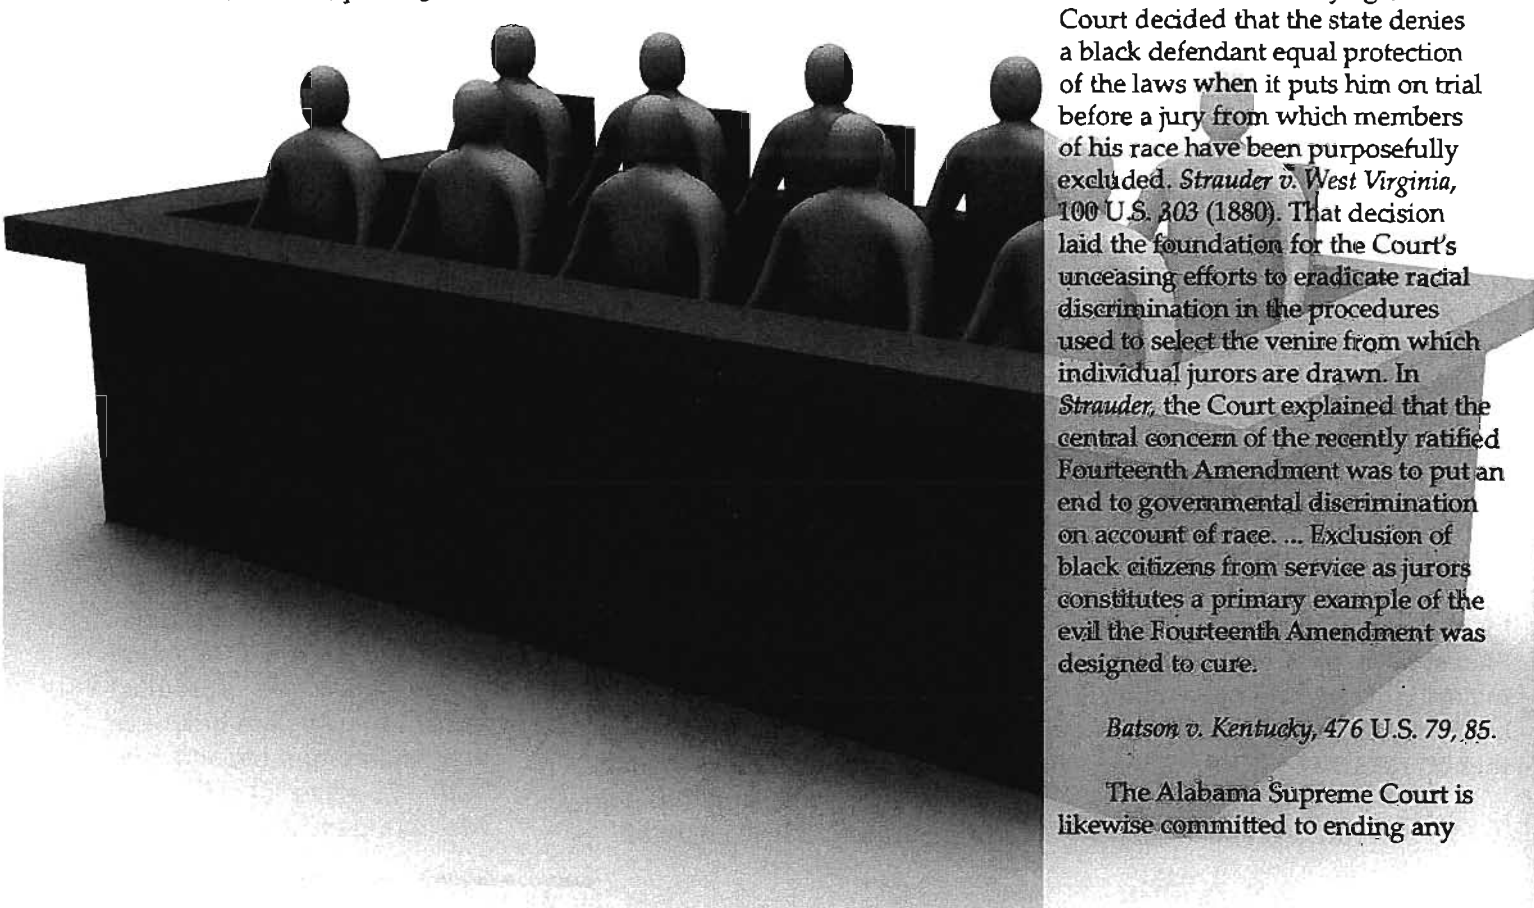 Court decided that the state denies
a black defendant equal protection
of the laws when it puts him on trial
before a jury from which members
of his race have been purposefully
excluded. Strauder v. West Virginia,
100 U.S. 303 (1880). That decision
laid the foundation for the Court's
unceasing efforts to eradicate racial
discrimination in the procedures
used to select the venire from which
individual jurors are drawn. In
Strauder, the Court explained that the
central concern of the recently ratified
Fourteenth Amendment was to put an
end to governmental discrimination
on account of race. ... Exclusion of
black citizens from service as jurors
constitutes a primary example of the
evil the Fourteenth Amendment was
designed to cure.
Batson v. Kentucky, 476 U.S. 79, 85.
The Alabama Supreme Court is
likewise committed to ending any